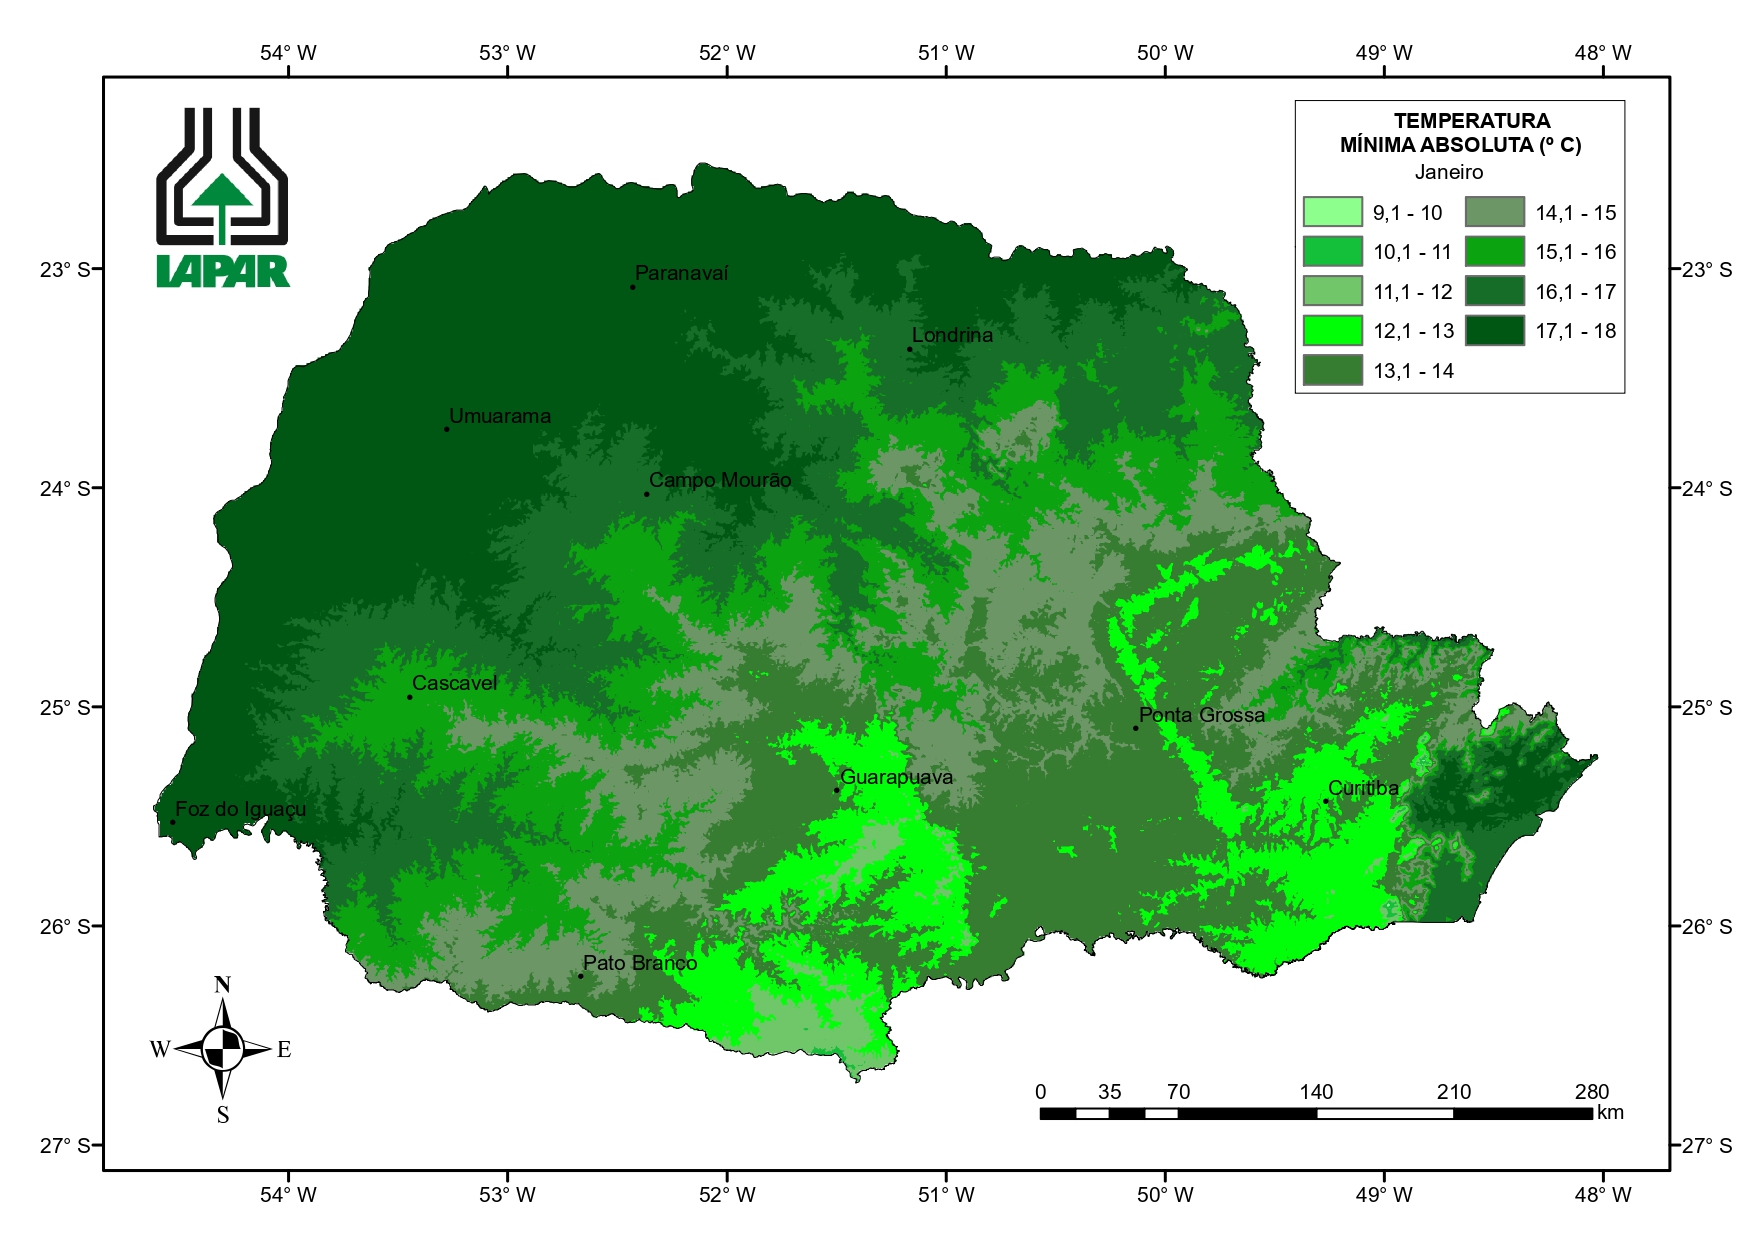 54° W 53° W 52° W 51° W 50° W 49° W 48° W
IAPAR
TEMPERATURA
MÍNIMA ABSOLUTA (º C)
Janeiro
9,1 - 10 14,1 - 15
10,1 - 11 15,1 - 16
11,1 - 12 16,1 - 17
12,1 - 13 17,1 - 18
13,1 - 14
23° S 23° S
Paranavaí
Londrina
Umuarama
Campo Mourão
24° S 24° S
Cascavel
25° S 25° S
Ponta Grossa
Guarapuava
Curitiba
Foz do Iguaçu
26° S 26° S
Pato Branco
N
W E
S
0 35 70 140 210 280
km
27° S 27° S
54° W 53° W 52° W 51° W 50° W 49° W 48° W